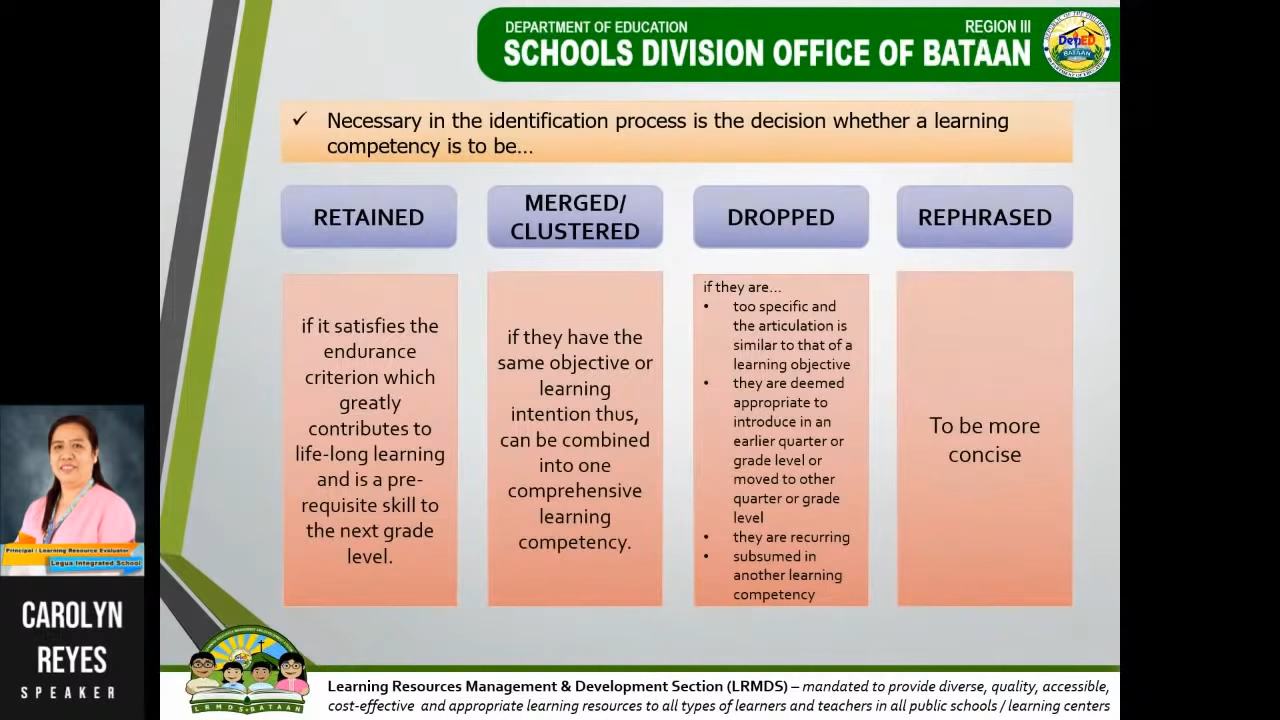 DEPARTMENT OF EDUCATION
REGION III
SCHOOLS DIVISION OFFICE OF BATAAN
DepED
BATAAN
✓ Necessary in the identification process is the decision whether a learning
competency is to be...
RETAINED
if it satisfies the
endurance
criterion which
greatly
contributes to
life-long learning
and is a pre-
requisite skill to
the next grade
level.
MERGED/
CLUSTERED
if they have the
same objective or
learning
intention thus,
can be combined
into one
comprehensive
learning
competency.
DROPPED
if they are...
• too specific and
the articulation is
similar to that of a
learning objective
• they are deemed
appropriate to
introduce in an
earlier quarter or
grade level or
moved to other
quarter or grade
level
• they are recurring
• subsumed in
another learning
competency
REPHRASED
To be more
concise
Principal / Learning Resource Evaluator
Legua Integrated School
CAROLYN
REYES
SPEAKER
LRMDS BATAAN
Learning Resources Management & Development Section (LRMDS) – mandated to provide diverse, quality, accessible,
cost-effective and appropriate learning resources to all types of learners and teachers in all public schools / learning centers